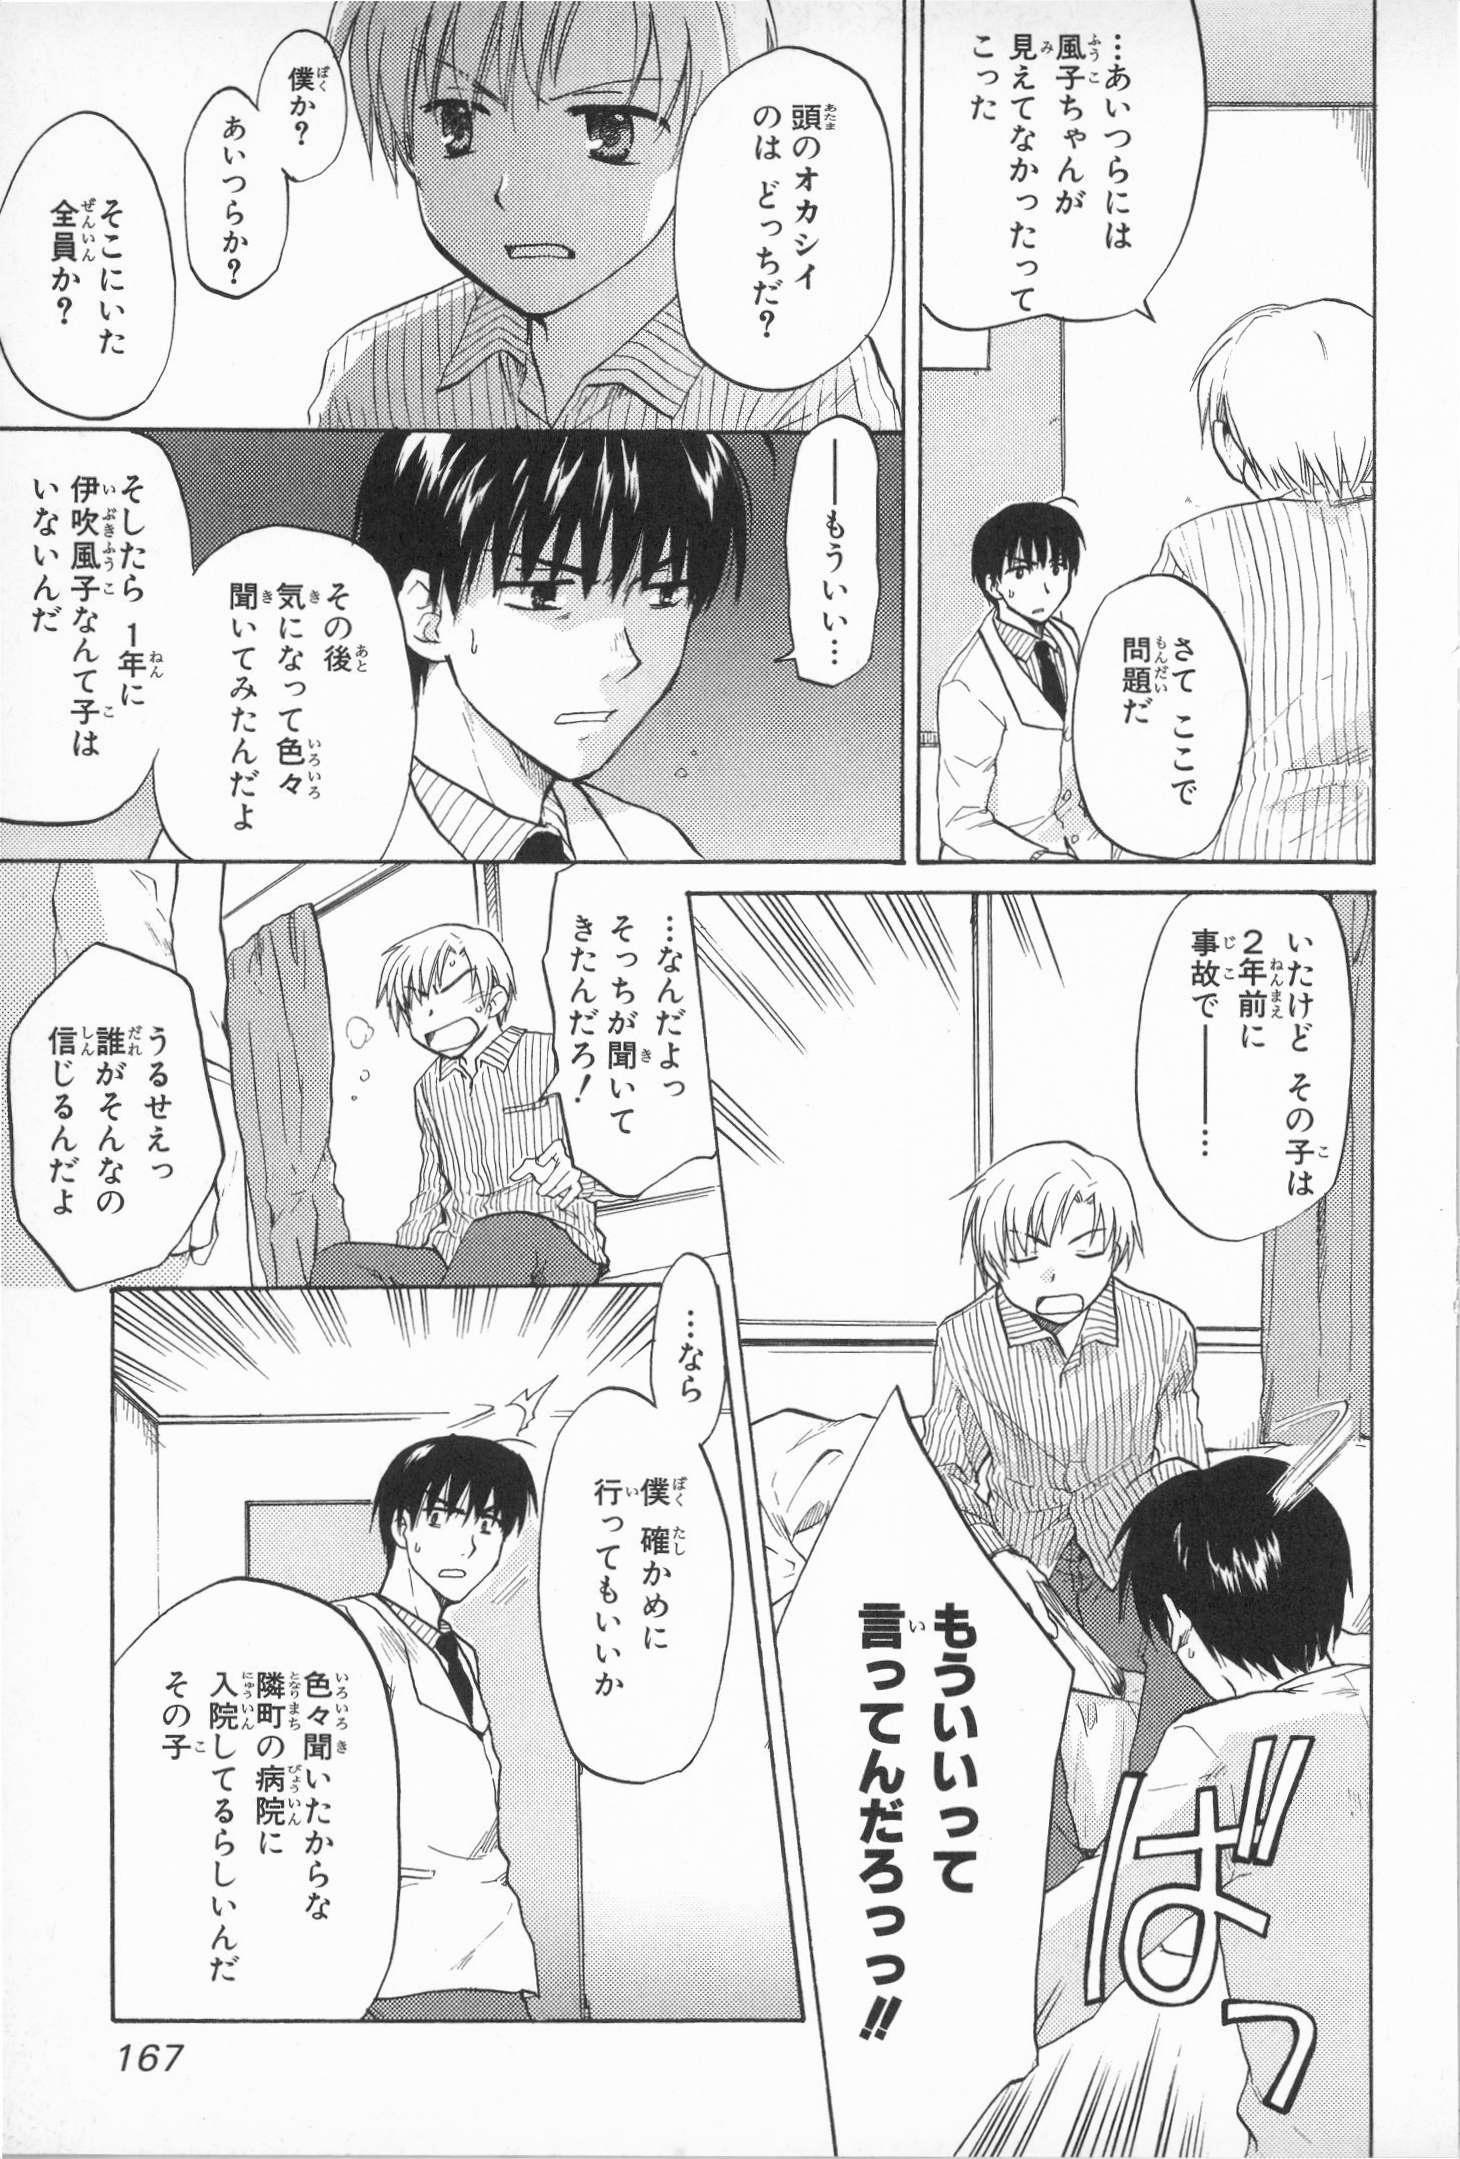 …あいつらには
風子ちゃんが
見えてなかったって
こった
さて ここで
問題だ
頭のオカシイ
のは どっちだ？
僕か？
あいつらか？
そこにいた
全員か？
──もういい…
その後
気になって色々
聞いてみたんだよ
そしたら 1年に
伊吹風子なんて子は
いないんだ
いたけど その子は
2年前に
事故で───…
もういいって
言ってんだろっっ!!
ばっ
…なんだよっ
そっちが聞いて
きたんだろ！
うるせえっ
誰がそんなの
信じるんだよ
…なら
僕 確かめに
行ってもいいか
色々聞いたからな
隣町の病院に
入院してるらしいんだ
その子
167